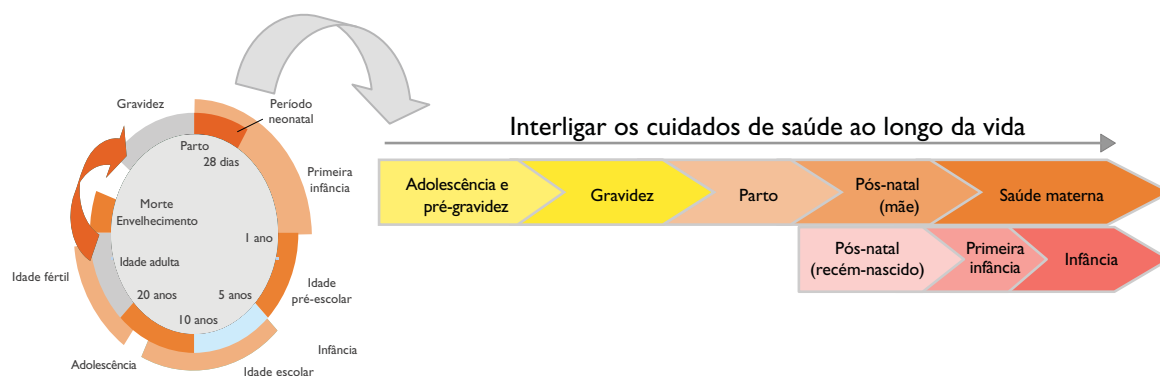 Gravidez
Período
neonatal
Parto
28 dias
Primeira
infância
Morte
Envelhecimento
1 ano
Idade adulta
Idade fértil
Idade
pré-escolar
20 anos
5 anos
10 anos
Infância
Adolescência
Idade escolar
Interligar os cuidados de saúde ao longo da vida
Adolescência e
pré-gravidez
Gravidez
Parto
Pós-natal
(mãe)
Saúde materna
Pós-natal
(recém-nascido)
Primeira
infância
Infância